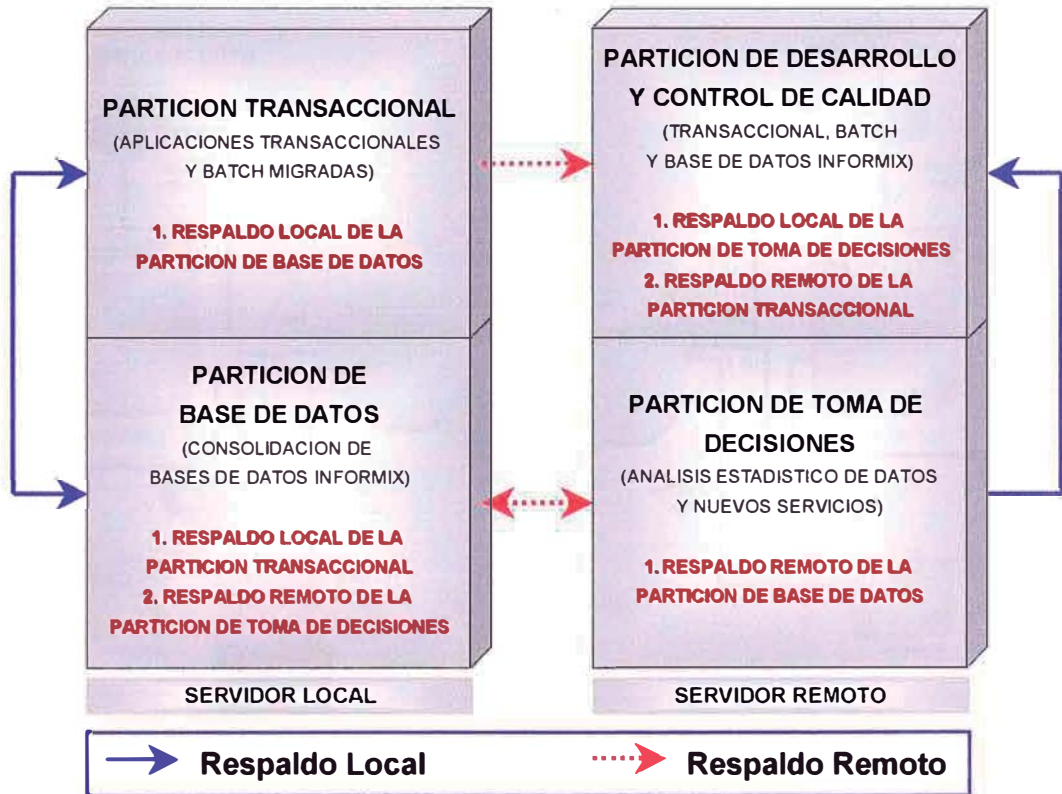 PARTICION TRANSACCIONAL
(APLICACIONES TRANSACCIONALES
Y BATCH MIGRADAS)
1. RESPALDO LOCAL DE LA
PARTICION DE BASE DE DATOS
PARTICION DE
BASE DE DATOS
(CONSOLIDACION DE
BASES DE DATOS INFORMIX)
1. RESPALDO LOCAL DE LA
PARTICION TRANSACCIONAL
2. RESPALDO REMOTO DE LA
PARTICION DE TOMA DE DECISIONES
SERVIDOR LOCAL
PARTICION DE DESARROLLO
Y CONTROL DE CALIDAD
(TRANSACCIONAL, BATCH
Y BASE DE DATOS INFORMIX)
1. RESPALDO LOCAL DE LA
PARTICION DE TOMA DE DECISIONES
2. RESPALDO REMOTO DE LA
PARTICION TRANSACCIONAL
PARTICION DE TOMA DE
DECISIONES
(ANALISIS ESTADISTICO DE DATOS
Y NUEVOS SERVICIOS)
1. RESPALDO REMOTO DE LA
PARTICION DE BASE DE DATOS
SERVIDOR REMOTO
Respaldo Local
Respaldo Remoto